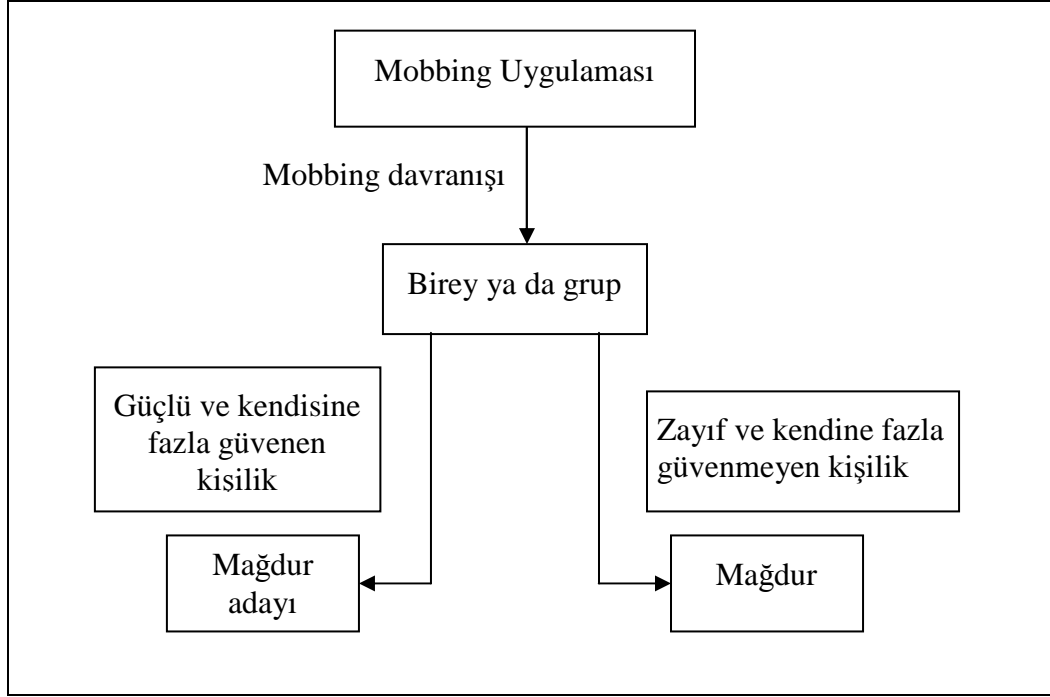 Mobbing Uygulaması
Mobbing davranışı
Birey ya da grup
Güçlü ve kendisine
fazla güvenen
kişilik
Zayıf ve kendine fazla
güvenmeyen kişilik
Mağdur
adayı
Mağdur